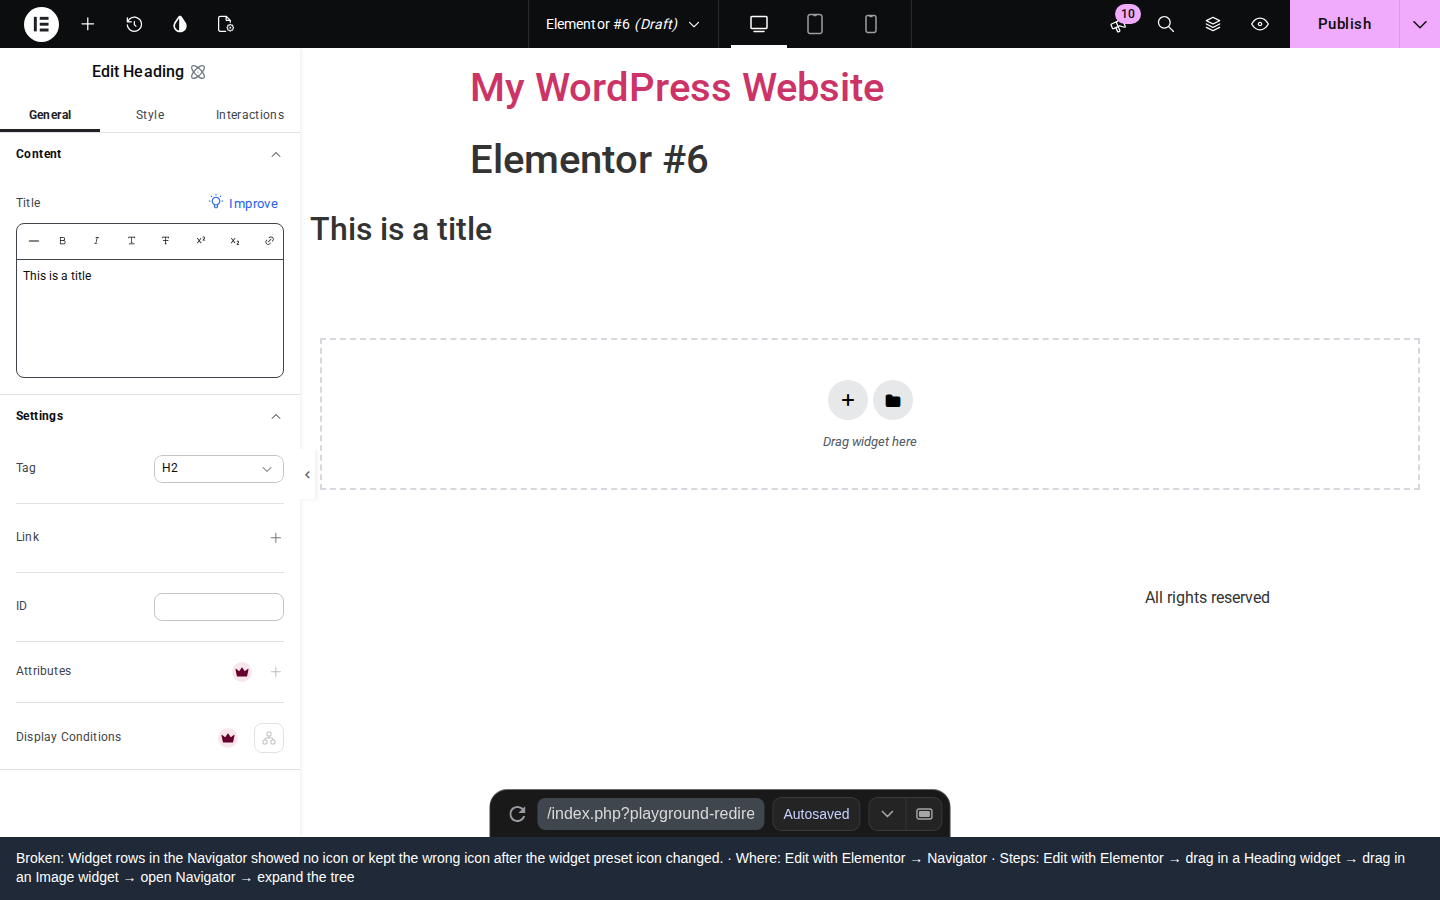 Elementor #6 (Draft)
10
Publish
Edit Heading
General
Style
Interactions
Content
Title
Improve
This is a title
Settings
Tag
H2
Link
ID
Attributes
Display Conditions
My WordPress Website
Elementor #6
This is a title
Drag widget here
All rights reserved
/index.php?playground-redire
Autosaved
Broken: Widget rows in the Navigator showed no icon or kept the wrong icon after the widget preset icon changed. · Where: Edit with Elementor → Navigator · Steps: Edit with Elementor → drag in a Heading widget → drag in
an Image widget → open Navigator → expand the tree